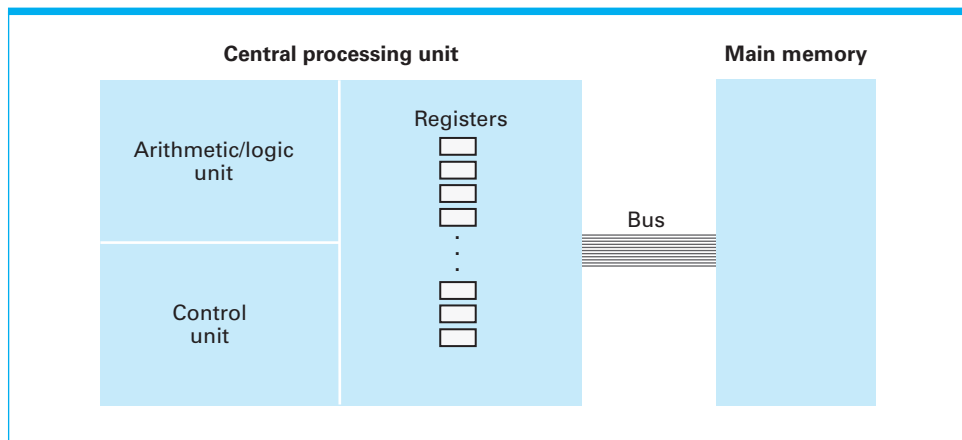 Central processing unit
Main memory
Arithmetic/logic
unit
Registers
Bus
Control
unit